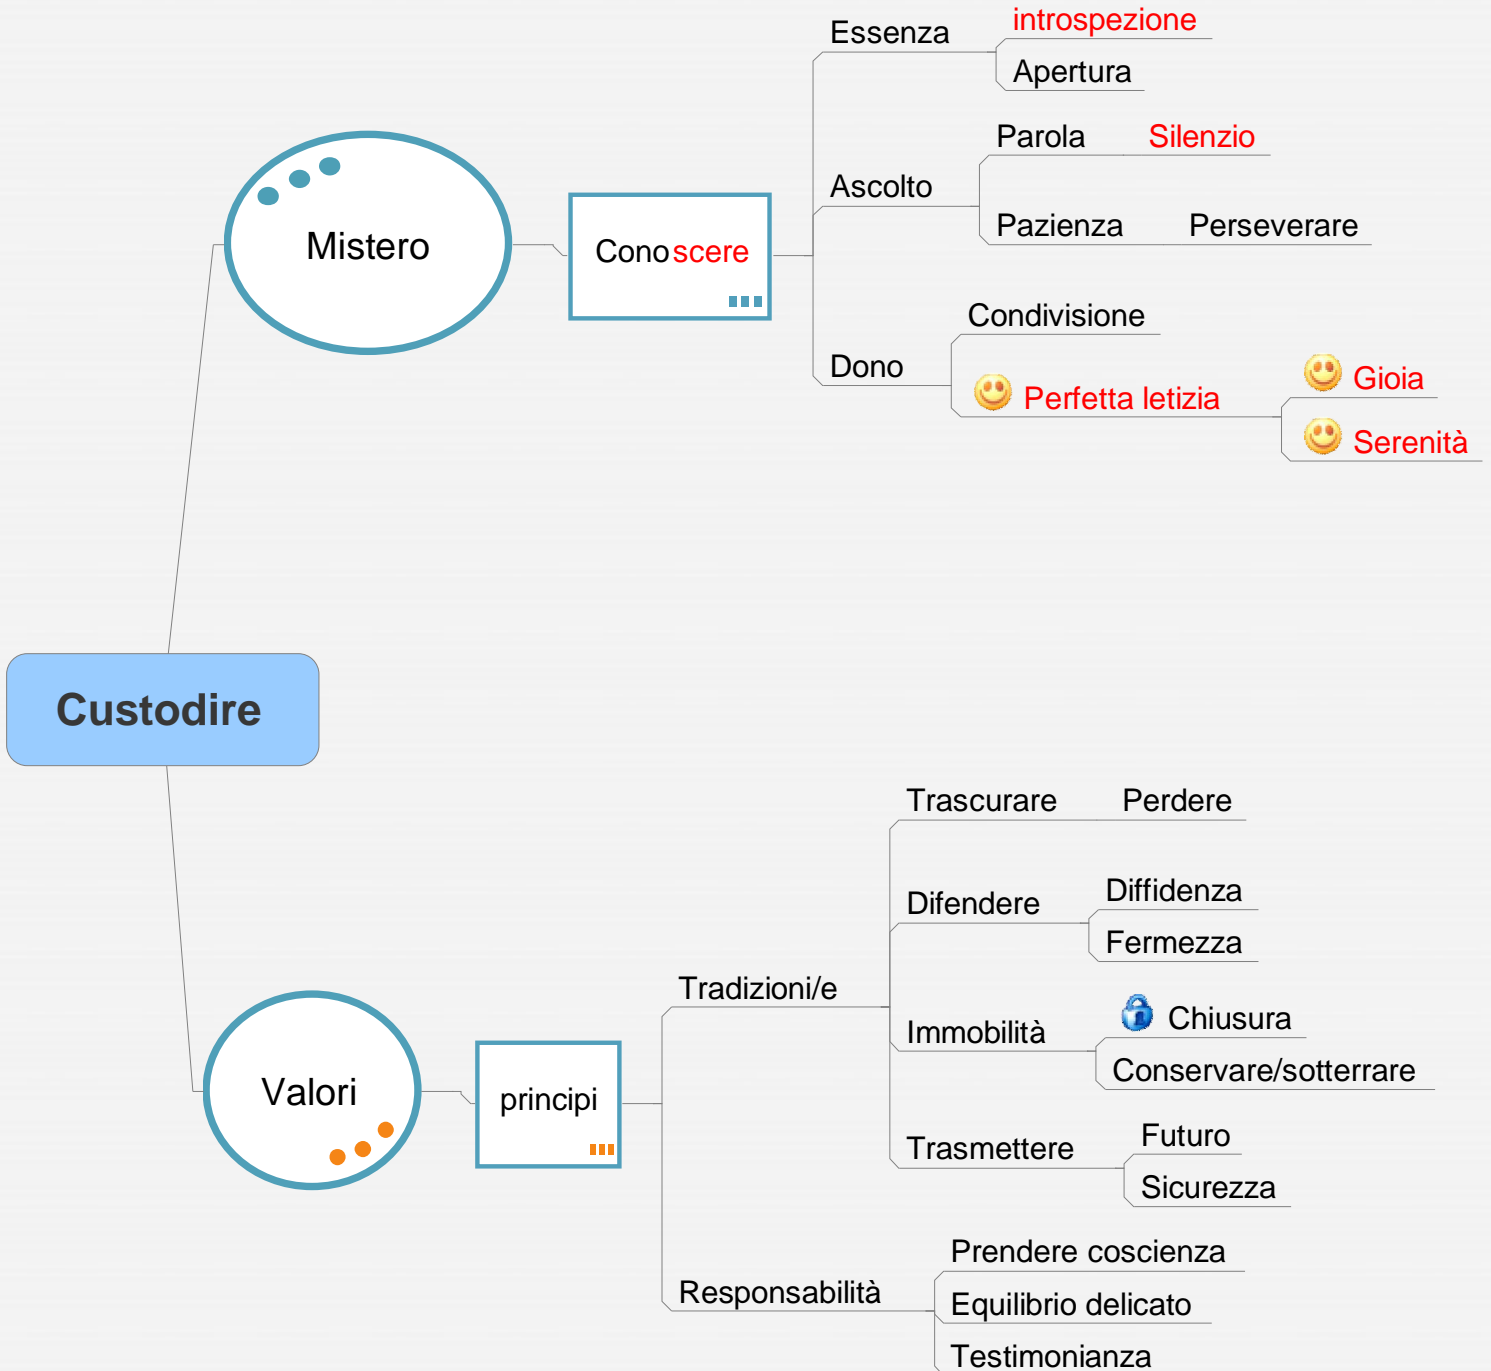 Essenza
introspezione
Apertura
Parola Silenzio
Ascolto
Pazienza Perseverare
Mistero
Conoscere
Condivisione
Dono
Perfetta letizia
Gioia
Serenità
Custodire
Trascurare Perdere
Difendere
Diffidenza
Fermezza
Tradizioni/e
Immobilità
Chiusura
Conservare/sotterrare
Valori
principi
Trasmettere
Futuro
Sicurezza
Responsabilità
Prendere coscienza
Equilibrio delicato
Testimonianza